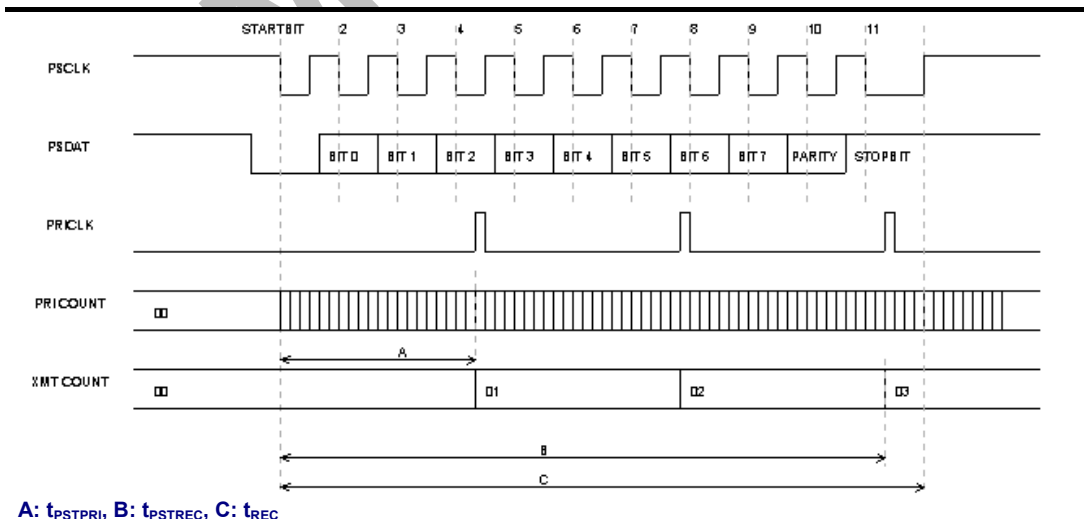 STARTBIT 2 3 4 5 6 7 8 9 10 11
PSCLK
PSDAT
BIT 0 BIT 1 BIT 2 BIT 3 BIT 4 BIT 5 BIT 6 BIT 7 PARITY STOPBIT
PRICLK
PRICOUNT
00
A
XMTCOUNT
00 01 02 03
B
C
A: tPSTPRI, B: tPSTREC, C: tREC